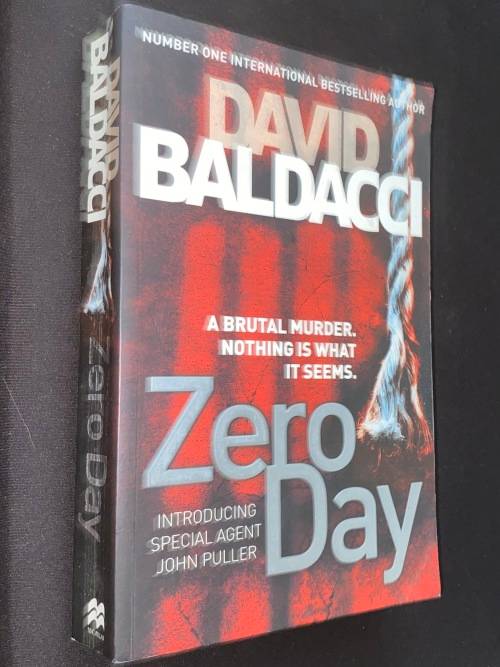 NUMBER ONE INTERNATIONAL BESTSELLING AUTHOR
DAVID
BALDACCI
A BRUTAL MURDER.
NOTHING IS WHAT
IT SEEMS.
Zero
Day
INTRODUCING
SPECIAL AGENT
JOHN PULLER
DAVID
BALDACCI
Zero Day